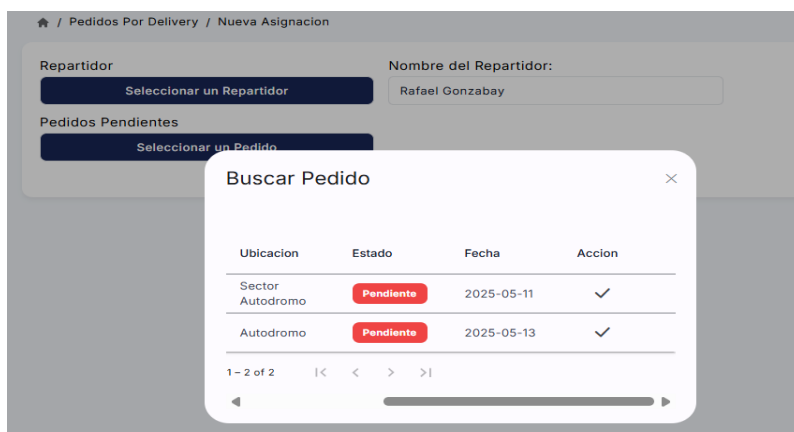 / Pedidos Por Delivery / Nueva Asignacion
Repartidor
Nombre del Repartidor:
Seleccionar un Repartidor
Rafael Gonzabay
Pedidos Pendientes
Seleccionar un Pedido
Buscar Pedido
Ubicacion Estado Fecha Accion
Sector
Autodromo
Pendiente 2025-05-11
Autodromo Pendiente 2025-05-13
1 – 2 of 2